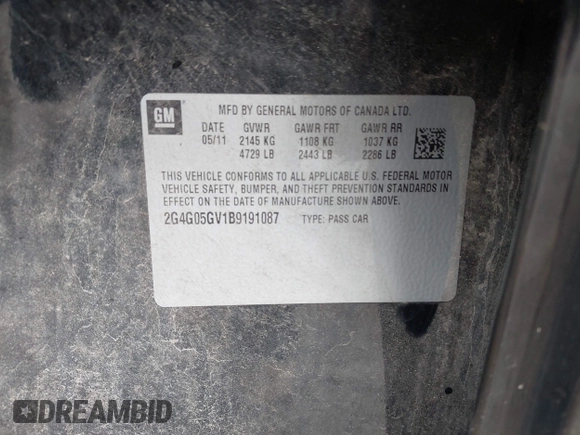 GM
MFD BY GENERAL MOTORS OF CANADA LTD.
DATE GVWR GAWR FRT GAWR RR
05/11 2145 KG 1108 KG 1037 KG
4729 LB 2443 LB 2286 LB
THIS VEHICLE CONFORMS TO ALL APPLICABLE U.S. FEDERAL MOTOR
VEHICLE SAFETY, BUMPER, AND THEFT PREVENTION STANDARDS IN
EFFECT ON THE DATE OF MANUFACTURE SHOWN ABOVE.
2G4G05GV1B9191087 TYPE: PASS CAR
DREAMBID